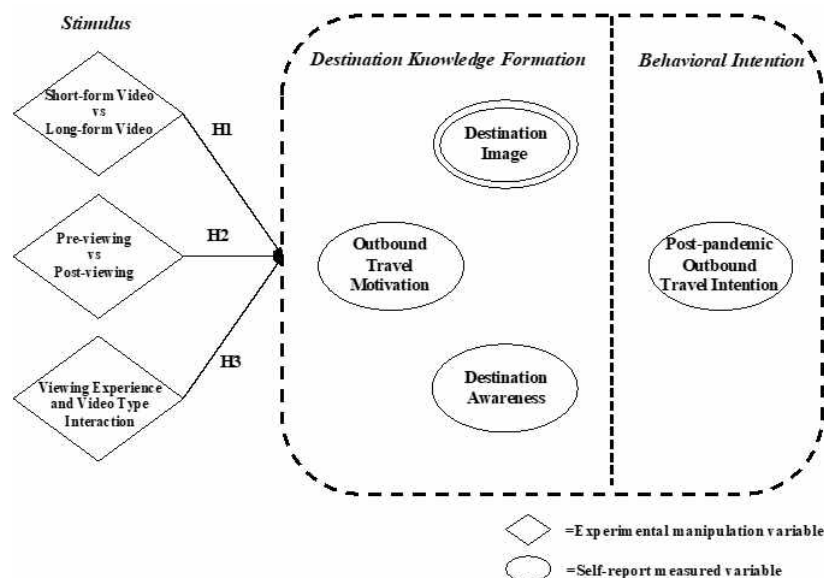 Stimulus
Short-form Video
vs
Long-form Video
H1
Pre-viewing
vs
Post-viewing
H2
Viewing Experience
and Video Type
Interaction
H3
Destination Knowledge Formation
Destination
Image
Outbound
Travel
Motivation
Destination
Awareness
Behavioral Intention
Post-pandemic
Outbound
Travel Intention
=Experimental manipulation variable
=Self-report measured variable